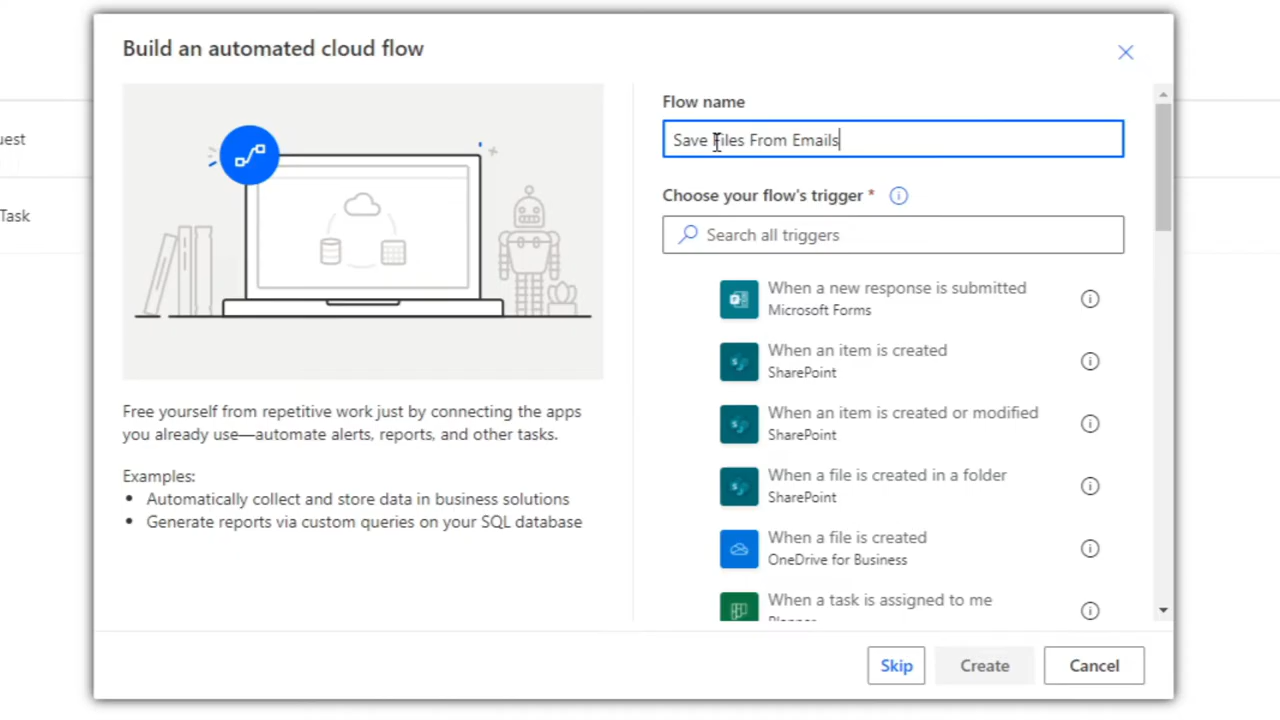 Build an automated cloud flow
uest
Task
Free yourself from repetitive work just by connecting the apps
you already use—automate alerts, reports, and other tasks.
Examples:
• Automatically collect and store data in business solutions
• Generate reports via custom queries on your SQL database
Flow name
Save Files From Emails
Choose your flow's trigger *
Search all triggers
When a new response is submitted
Microsoft Forms
When an item is created
SharePoint
When an item is created or modified
SharePoint
When a file is created in a folder
SharePoint
When a file is created
OneDrive for Business
When a task is assigned to me
Planner
Skip
Create
Cancel